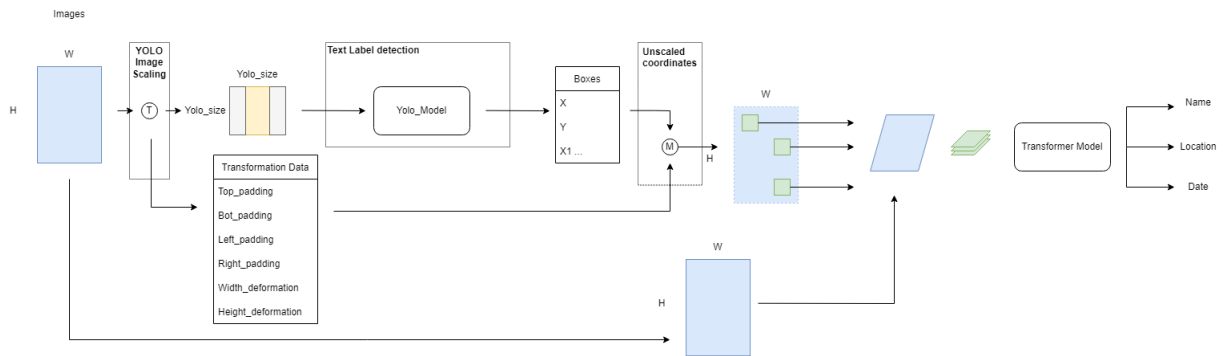 Images
W
H
YOLO
Image
Scaling
T
Yolo_size
Yolo_size
Text Label detection
Yolo_Model
Boxes
X
Y
X1 ...
Unscaled
coordinates
M
H
W
Transformer Model
Name
Location
Date
Transformation Data
Top_padding
Bot_padding
Left_padding
Right_padding
Width_deformation
Height_deformation
W
H